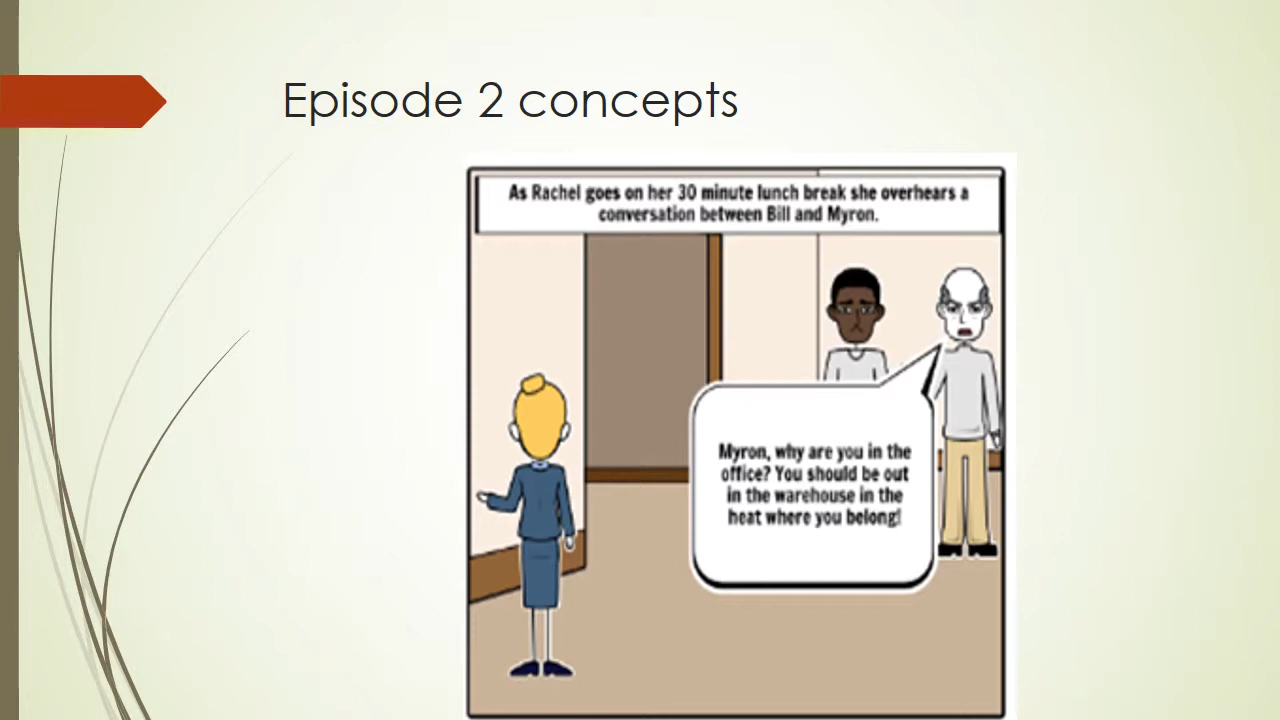 Episode 2 concepts
As Rachel goes on her 30 minute lunch break she overhears a
conversation between Bill and Myron.
Myron, why are you in the
office? You should be out
in the warehouse in the
heat where you belong!